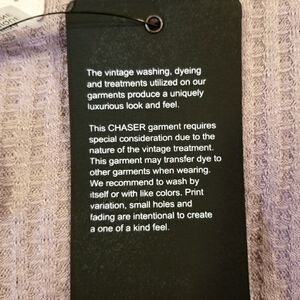 The vintage washing, dyeing
and treatments utilized on our
garments produce a uniquely
luxurious look and feel.
This CHASER garment requires
special consideration due to the
nature of the vintage treatment.
This garment may transfer dye to
other garments when wearing.
We recommend to wash by
itself or with like colors. Print
variation, small holes and
fading are intentional to create
a one of a kind feel.